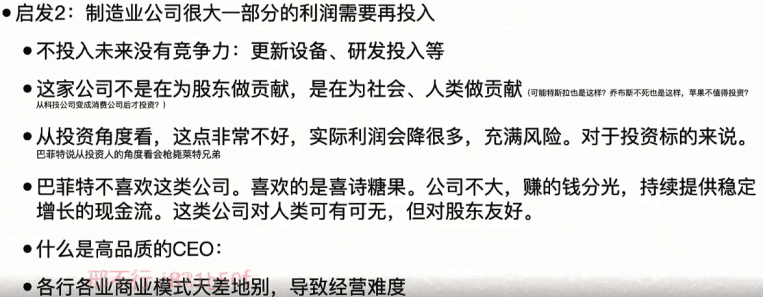 ● 启发2：制造业公司很大一部分的利润需要再投入
● 不投入未来没有竞争力：更新设备、研发投入等
● 这家公司不是在为股东做贡献，是在为社会、人类做贡献（可能特斯拉也是这样？乔布斯不死也是这样，苹果不值得投资？
从科技公司变成消费公司后才投资？）
● 从投资角度看，这点非常不好，实际利润会降很多，充满风险。对于投资标的来说。
巴菲特说从投资人的角度看会枪毙莱特兄弟
● 巴菲特不喜欢这类公司。喜欢的是喜诗糖果。公司不大，赚的钱分光，持续提供稳定
增长的现金流。这类公司对人类可有可无，但对股东友好。
● 什么是高品质的CEO：
● 各行各业商业模式天差地别，导致经营难度